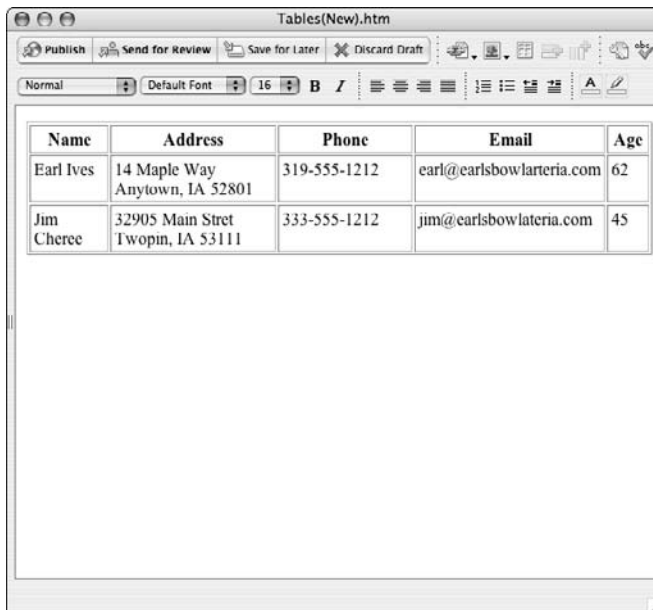 Tables(New).htm
Publish Send for Review Save for Later Discard Draft abc
Normal Default Font 16 B I A
Name Address Phone Email Age
Earl Ives 14 Maple Way 319-555-1212 earl@earlsbowlarteria.com 62
Anytown, IA 52801
Jim 32905 Main Stret 333-555-1212 jim@earlsbowlateria.com 45
Cheree Twopin, IA 53111